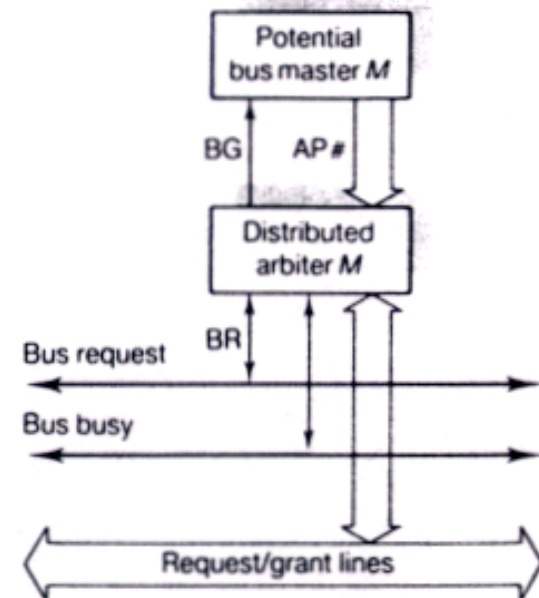 Potential
bus master M
BG
AP #
Distributed
arbiter M
BR
Bus request
Bus busy
Request/grant lines